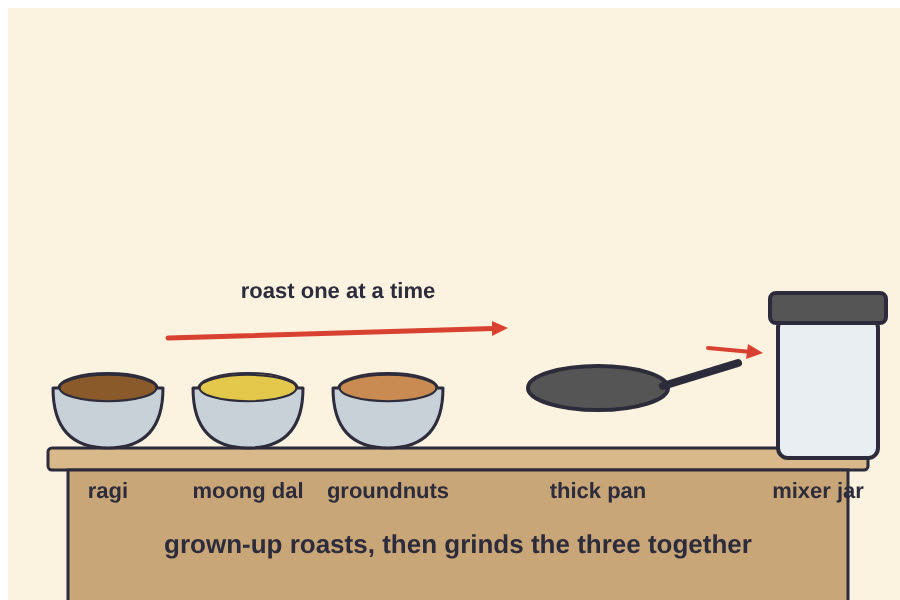 roast one at a time
ragi
moong dal
groundnuts
thick pan
mixer jar
grown-up roasts, then grinds the three together